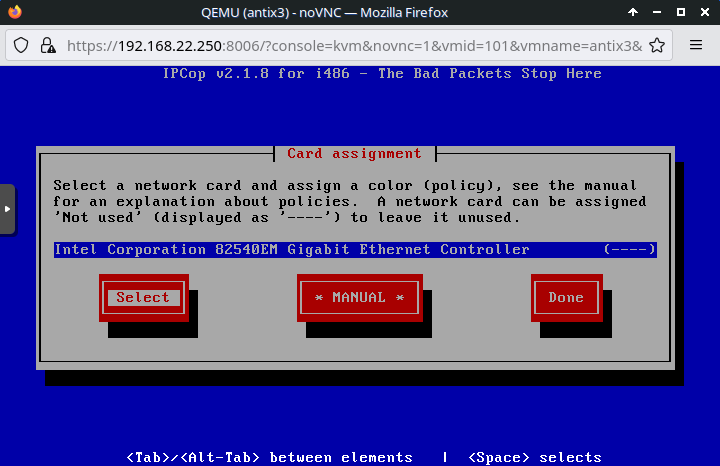 QEMU (antix3) - noVNC — Mozilla Firefox
https://192.168.22.250:8006/?console=kvm&novnc=1&vmid=101&vmname=antix3&
IPCop v2.1.8 for i486 - The Bad Packets Stop Here
Card assignment
Select a network card and assign a color (policy), see the manual
for an explanation about policies.  A network card can be assigned
'Not used' (displayed as '----') to leave it unused.
Intel Corporation 82540EM Gigabit Ethernet Controller (----)
Select * MANUAL * Done
<Tab>/<Alt-Tab> between elements | <Space> selects